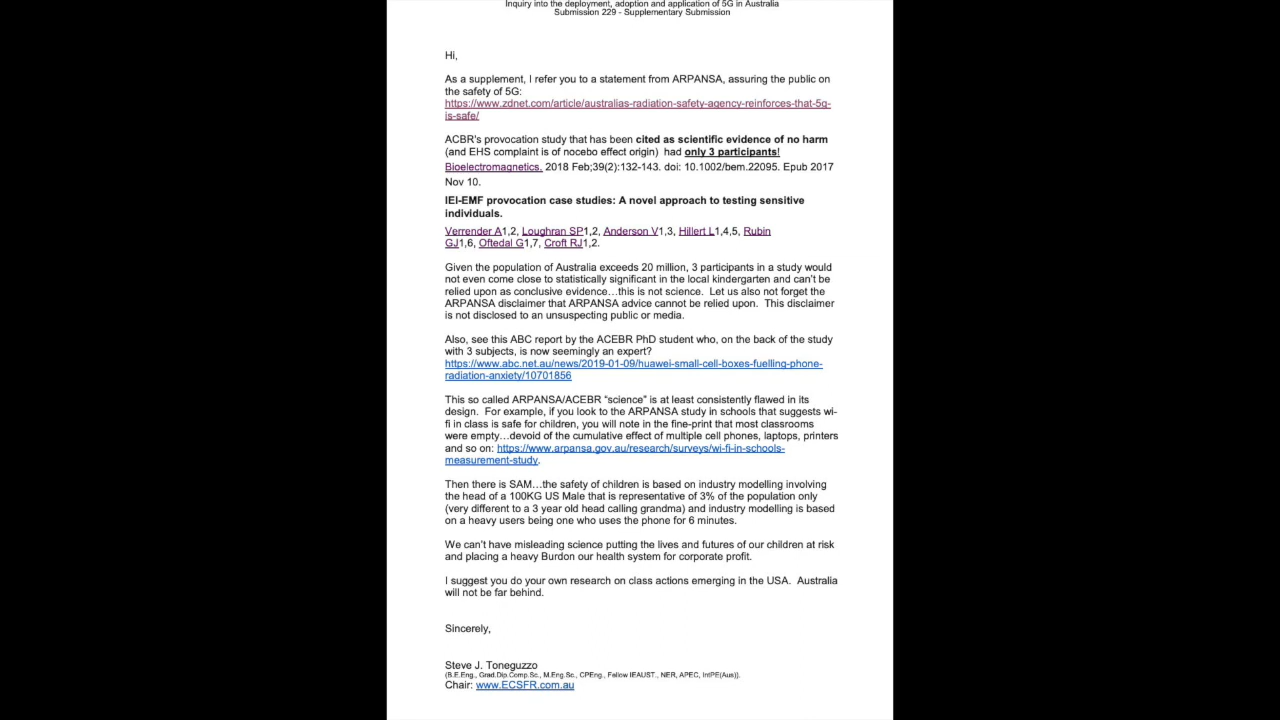 Inquiry into the deployment, adoption and application of 5G in Australia
Submission 229 - Supplementary Submission
Hi,
As a supplement, I refer you to a statement from ARPANSA, assuring the public on
the safety of 5G:
https://www.zdnet.com/article/australias-radiation-safety-agency-reinforces-that-5g-
is-safe/
ACBR's provocation study that has been cited as scientific evidence of no harm
(and EHS complaint is of nocebo effect origin)  had only 3 participants!
Bioelectromagnetics. 2018 Feb;39(2):132-143. doi: 10.1002/bem.22095. Epub 2017
Nov 10.
IEI-EMF provocation case studies: A novel approach to testing sensitive
individuals.
Verrender A1,2, Loughran SP1,2, Anderson V1,3, Hillert L1,4,5, Rubin
GJ1,6, Oftedal G1,7, Croft RJ1,2.
Given the population of Australia exceeds 20 million, 3 participants in a study would
not even come close to statistically significant in the local kindergarten and can't be
relied upon as conclusive evidence…this is not science.  Let us also not forget the
ARPANSA disclaimer that ARPANSA advice cannot be relied upon.  This disclaimer
is not disclosed to an unsuspecting public or media.
Also, see this ABC report by the ACEBR PhD student who, on the back of the study
with 3 subjects, is now seemingly an expert?
https://www.abc.net.au/news/2019-01-09/huawei-small-cell-boxes-fuelling-phone-
radiation-anxiety/10701856
This so called ARPANSA/ACEBR “science” is at least consistently flawed in its
design.  For example, if you look to the ARPANSA study in schools that suggests wi-
fi in class is safe for children, you will note in the fine-print that most classrooms
were empty…devoid of the cumulative effect of multiple cell phones, laptops, printers
and so on: https://www.arpansa.gov.au/research/surveys/wi-fi-in-schools-
measurement-study.
Then there is SAM…the safety of children is based on industry modelling involving
the head of a 100KG US Male that is representative of 3% of the population only
(very different to a 3 year old head calling grandma) and industry modelling is based
on a heavy users being one who uses the phone for 6 minutes.
We can't have misleading science putting the lives and futures of our children at risk
and placing a heavy Burdon our health system for corporate profit.
I suggest you do your own research on class actions emerging in the USA.  Australia
will not be far behind.
Sincerely,
Steve J. Toneguzzo
(B.E.Eng., Grad.Dip.Comp.Sc., M.Eng.Sc., CPEng., Fellow IEAUST., NER, APEC, IntPE(Aus)).
Chair: www.ECSFR.com.au